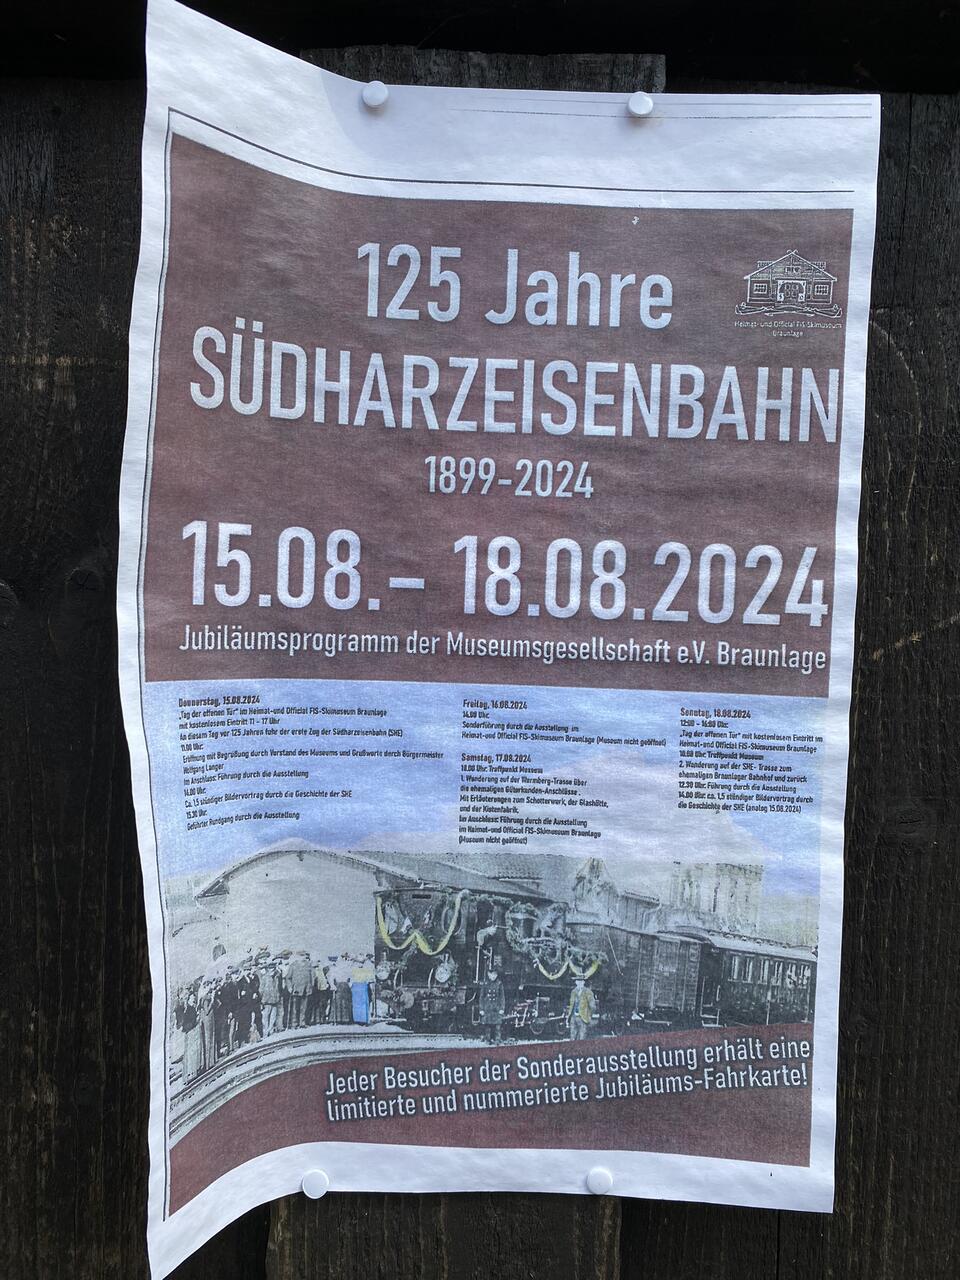 125 Jahre
SÜDHARZEISENBAHN
1899-2024
15.08.– 18.08.2024
Jubiläumsprogramm der Museumsgesellschaft e.V. Braunlage
Heimat- und Official FIS-Skimuseum
Braunlage
Donnerstag, 15.08.2024
„Tag der offenen Tür" im Heimat-und Official FIS-Skimuseum Braunlage
mit kostenlosem Eintritt 11 – 17 Uhr
An diesem Tag vor 125 Jahren fuhr der erste Zug der Südharzeisenbahn (SHE)
11.00 Uhr:
Eröffnung mit Begrüßung durch Vorstand des Museums und Grußworte durch Bürgermeister
Wolfgang Langer
Im Anschluss: Führung durch die Ausstellung
14.00 Uhr:
Ca. 1,5 stündiger Bildervortrag durch die Geschichte der SHE
15.30 Uhr:
Geführter Rundgang durch die Ausstellung
Freitag, 16.08.2024
14.00 Uhr:
Sonderführung durch die Ausstellung im
Heimat-und Official FIS-Skimuseum Braunlage (Museum nicht geöffnet)
Samstag, 17.08.2024
10.00 Uhr: Treffpunkt Museum
1. Wanderung auf der Wurmberg-Trasse über
die ehemaligen Güterkunden-Anschlüsse
Mit Erläuterungen zum Schotterwerk, der Glashütte,
und der Kistenfabrik.
Im Anschluss: Führung durch die Ausstellung
im Heimat-und Official FIS-Skimuseum Braunlage
(Museum nicht geöffnet)
Sonntag, 18.08.2024
12:00 – 16:00 Uhr:
„Tag der offenen Tür" mit kostenlosem Eintritt im
Heimat-und Official FIS-Skimuseum Braunlage
10.00 Uhr: Treffpunkt Museum
2. Wanderung auf der SHE- Trasse zum
ehemaligen Braunlager Bahnhof und zurück
12.30 Uhr: Führung durch die Ausstellung
14.00 Uhr: ca. 1,5 stündiger Bildervortrag durch
die Geschichte der SHE (analog 15.08.2024)
Jeder Besucher der Sonderausstellung erhält eine
limitierte und nummerierte Jubiläums-Fahrkarte!